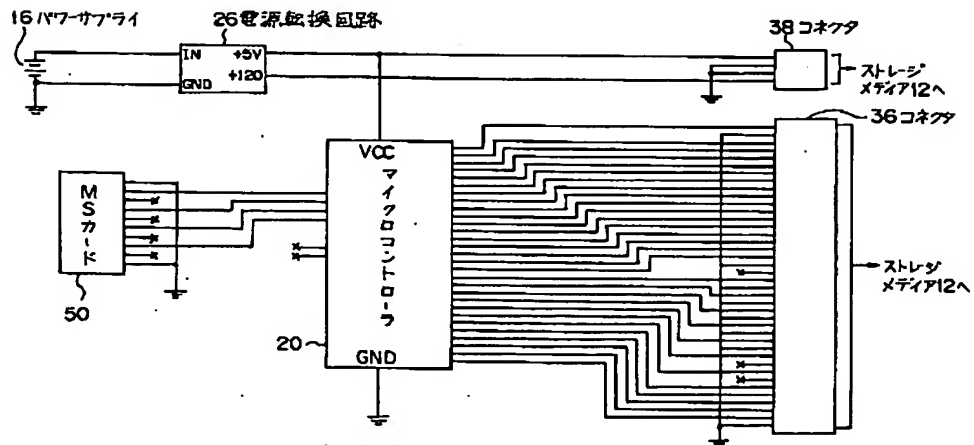 16 パワーサプライ
26 電源転換回路
IN +5V
+12D
GND
38 コネクタ
ストレージ
メディア12へ
36 コネクタ
VCC
マイクロコントローラ
GND
20
MSカード
50
ストレージ
メディア12へ